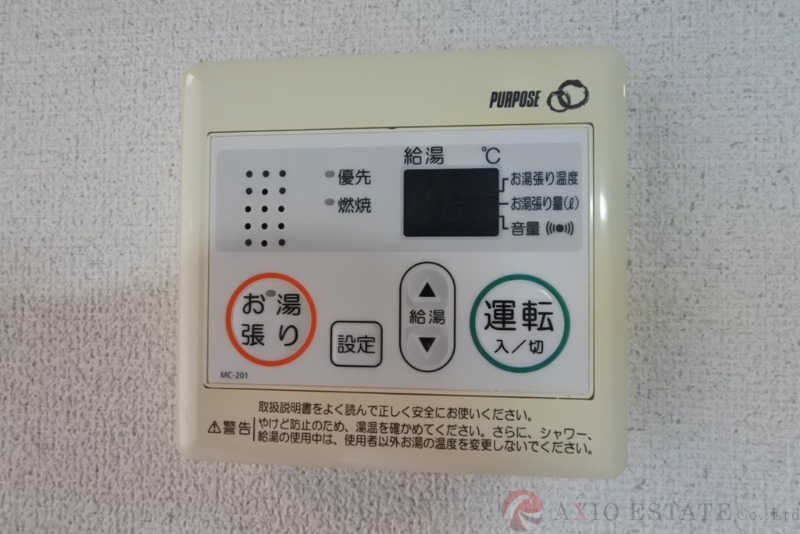 PURPOSE
給湯 ℃
優先
燃焼
お湯張り温度
お湯張り量(ℓ)
音量
お湯
張り
設定
▲
給湯
▼
運転
入／切
MC-201
取扱説明書をよく読んで正しく安全にお使いください。
⚠警告
やけど防止のため、湯温を確かめてください。さらに、シャワー、
給湯の使用中は、使用者以外お湯の温度を変更しないでください。
AXIO ESTATE Co.,Ltd